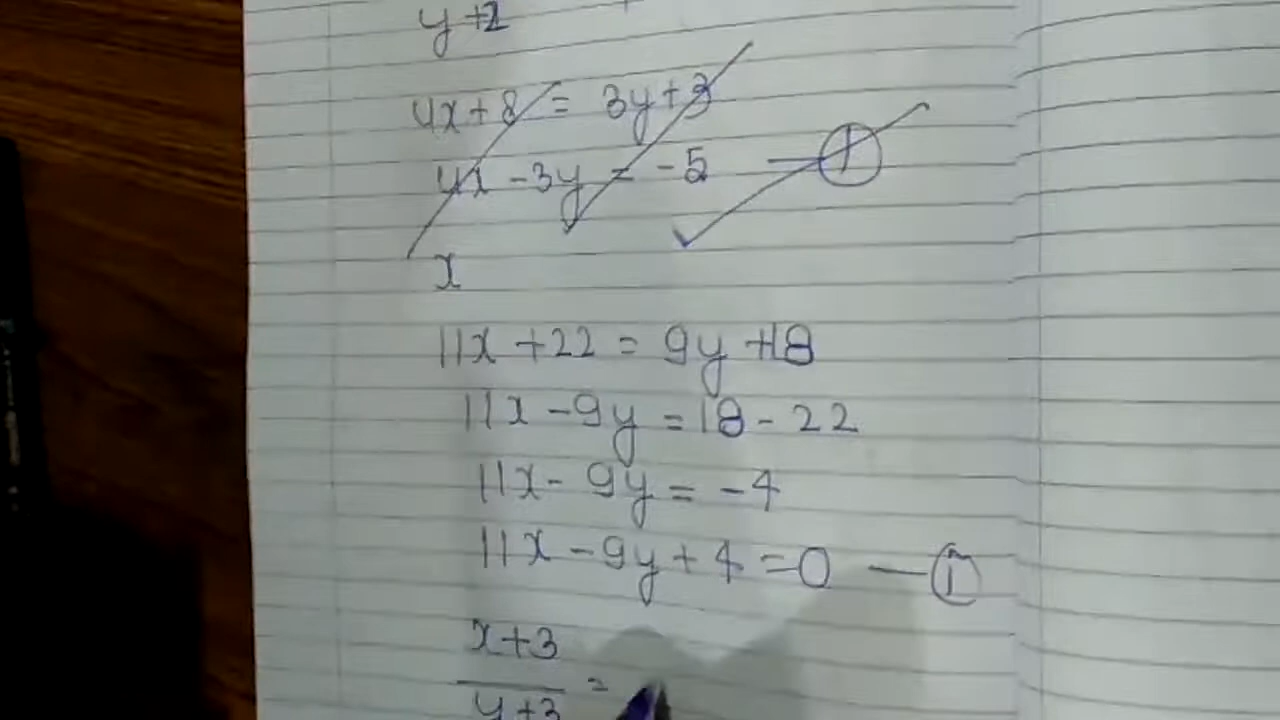 y+2
4x+8 = 3y+3
4x-3y = -5 — 1
x
11x+22 = 9y+18
11x-9y = 18-22
11x-9y = -4
11x-9y+4=0 — i
x+3
y+3 =